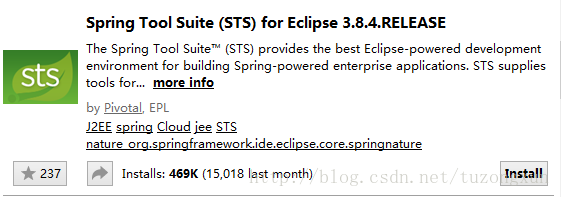 Spring Tool Suite (STS) for Eclipse 3.8.4.RELEASE
The Spring Tool Suite™ (STS) provides the best Eclipse-powered development
environment for building Spring-powered enterprise applications. STS supplies
tools for... more info
sts
by Pivotal, EPL
J2EE spring Cloud jee STS
nature_org.springframework.ide.eclipse.core.springnature
237
Installs: 469K (15,018 last month)
Install
http://blog.csdn.net/tuzongxun